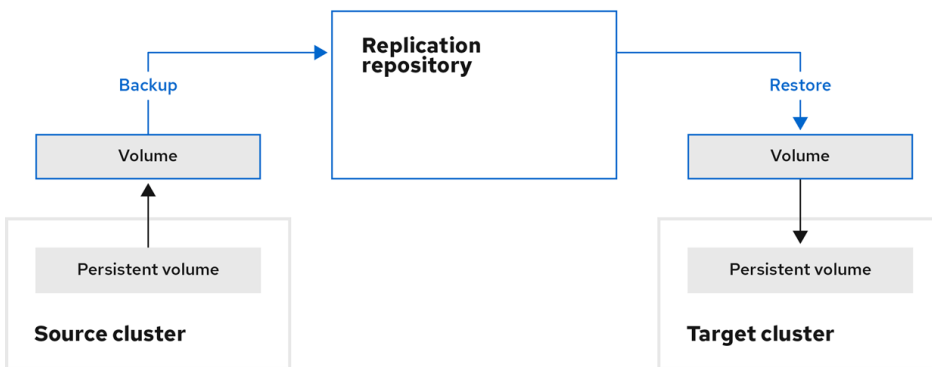 Replication
repository
Backup
Restore
Volume
Volume
Persistent volume
Persistent volume
Source cluster
Target cluster